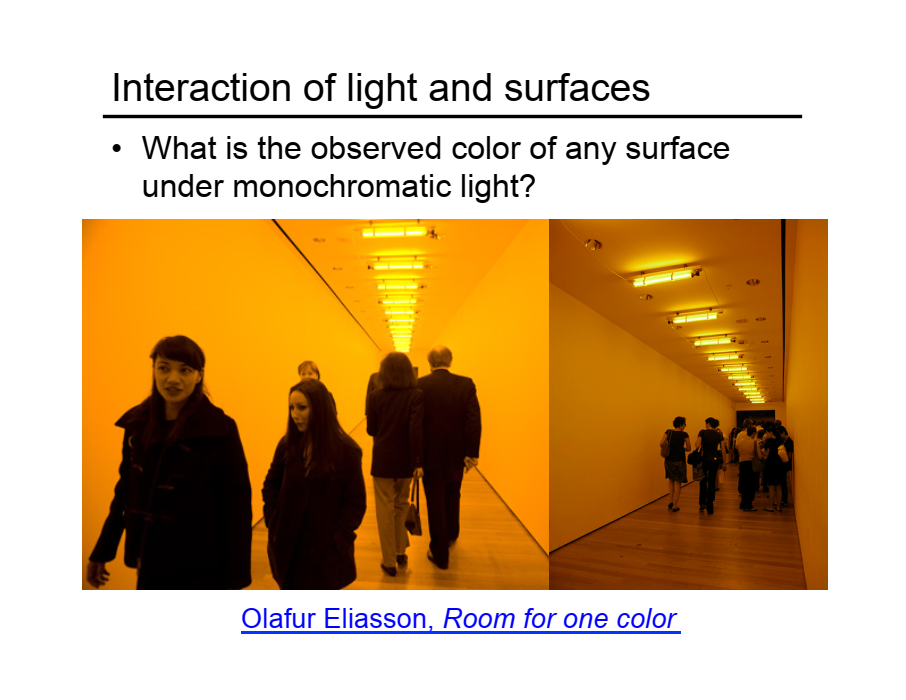 Interaction of light and surfaces
• What is the observed color of any surface
under monochromatic light?
Olafur Eliasson, Room for one color